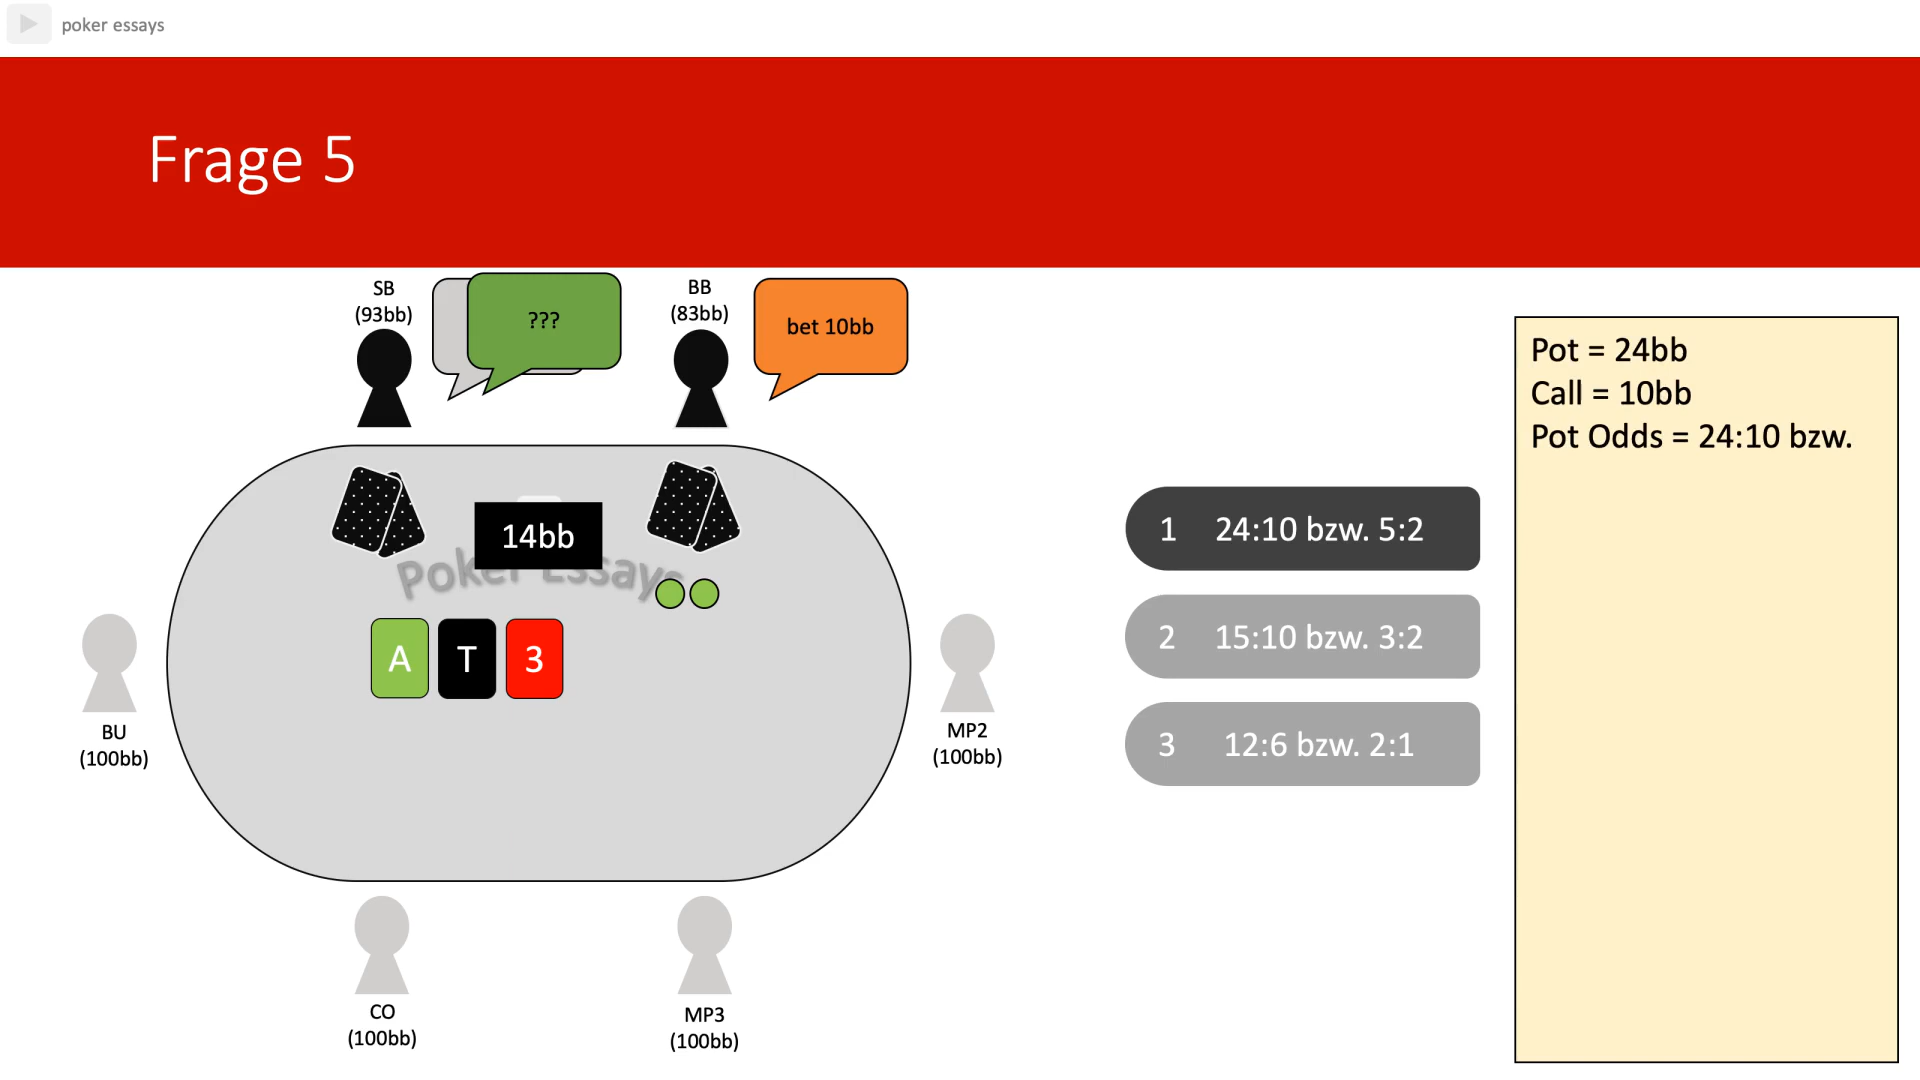 poker essays
Frage 5
SB
(93bb)
???
BB
(83bb)
bet 10bb
14bb
Poker Essays
A T 3
BU
(100bb)
MP2
(100bb)
CO
(100bb)
MP3
(100bb)
1 24:10 bzw. 5:2
2 15:10 bzw. 3:2
3 12:6 bzw. 2:1
Pot = 24bb
Call = 10bb
Pot Odds = 24:10 bzw.